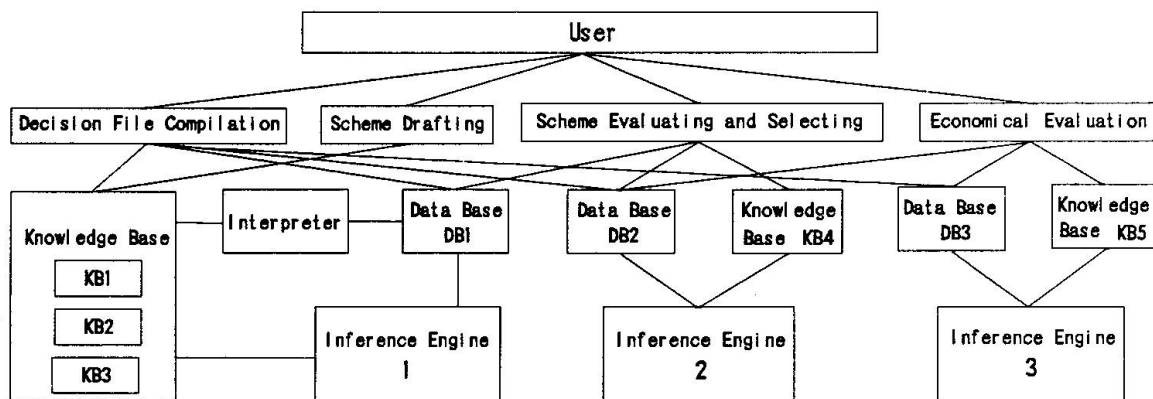 User
Decision File Compilation
Scheme Drafting
Scheme Evaluating and Selecting
Economical Evaluation
Knowledge Base
KB1
KB2
KB3
Interpreter
Data Base
DB1
Data Base
DB2
Knowledge
Base KB4
Data Base
DB3
Knowledge
Base KB5
Inference Engine
1
Inference Engine
2
Inference Engine
3